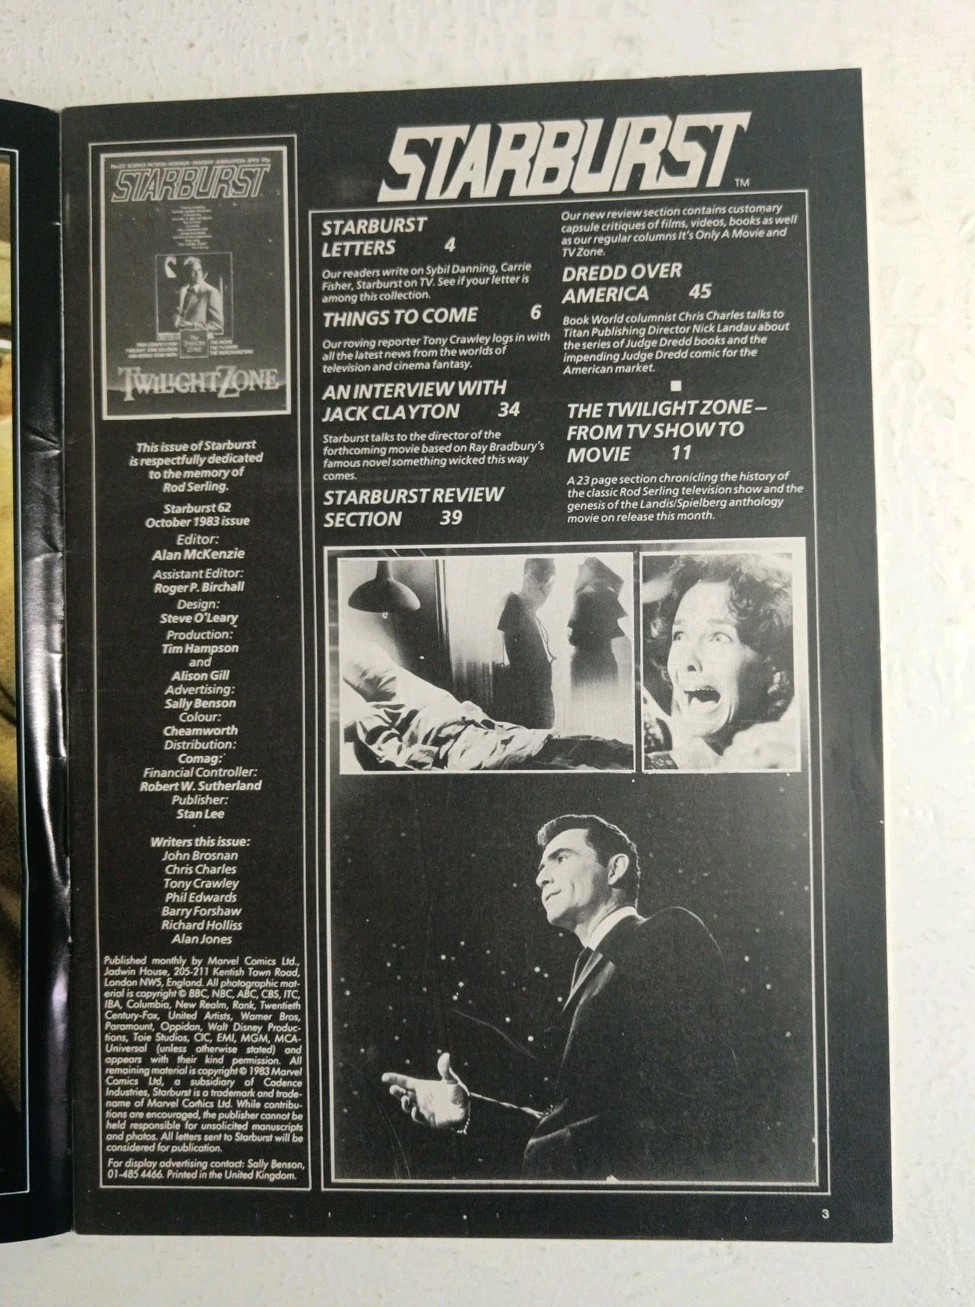 STARBURST
TWILIGHT ZONE
This issue of Starburst
is respectfully dedicated
to the memory of
Rod Serling.
Starburst 62
October 1983 issue
Editor:
Alan McKenzie
Assistant Editor:
Roger P. Birchall
Design:
Steve O'Leary
Production:
Tim Hampson
and
Alison Gill
Advertising:
Sally Benson
Colour:
Cheamworth
Distribution:
Comag:
Financial Controller:
Robert W. Sutherland
Publisher:
Stan Lee
Writers this issue:
John Brosnan
Chris Charles
Tony Crawley
Phil Edwards
Barry Forshaw
Richard Holliss
Alan Jones
Published monthly by Marvel Comics Ltd.,
Jadwin House, 205-211 Kentish Town Road,
London NW5, England. All photographic mat-
erial is copyright © BBC, NBC, ABC, CBS, ITC,
IBA, Columbia, New Realm, Rank, Twentieth
Century-Fox, United Artists, Warner Bros,
Paramount, Oppidan, Walt Disney Produc-
tions, Toie Studios, CIC, EMI, MGM, MCA-
Universal (unless otherwise stated) and
appears with their kind permission. All
remaining material is copyright © 1983 Marvel
Comics Ltd, a subsidiary of Cadence
Industries, Starburst is a trademark and trade-
name of Marvel Comics Ltd. While contribu-
tions are encouraged, the publisher cannot be
held responsible for unsolicited manuscripts
and photos. All letters sent to Starburst will be
considered for publication.
For display advertising contact: Sally Benson,
01-485 4466. Printed in the United Kingdom.
STARBURST
TM
STARBURST
LETTERS 4
Our readers write on Sybil Danning, Carrie
Fisher, Starburst on TV. See if your letter is
among this collection.
THINGS TO COME 6
Our roving reporter Tony Crawley logs in with
all the latest news from the worlds of
television and cinema fantasy.
AN INTERVIEW WITH
JACK CLAYTON 34
Starburst talks to the director of the
forthcoming movie based on Ray Bradbury's
famous novel something wicked this way
comes.
STARBURST REVIEW
SECTION 39
Our new review section contains customary
capsule critiques of films, videos, books as well
as our regular columns It's Only A Movie and
TV Zone.
DREDD OVER
AMERICA 45
Book World columnist Chris Charles talks to
Titan Publishing Director Nick Landau about
the series of Judge Dredd books and the
impending Judge Dredd comic for the
American market.
THE TWILIGHT ZONE –
FROM TV SHOW TO
MOVIE 11
A 23 page section chronicling the history of
the classic Rod Serling television show and the
genesis of the Landis/Spielberg anthology
movie on release this month.
3